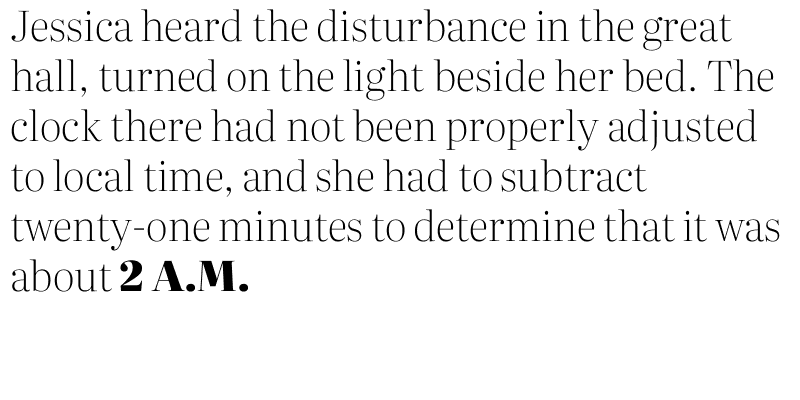 Jessica heard the disturbance in the great
hall, turned on the light beside her bed. The
clock there had not been properly adjusted
to local time, and she had to subtract
twenty-one minutes to determine that it was
about 2 A.M.